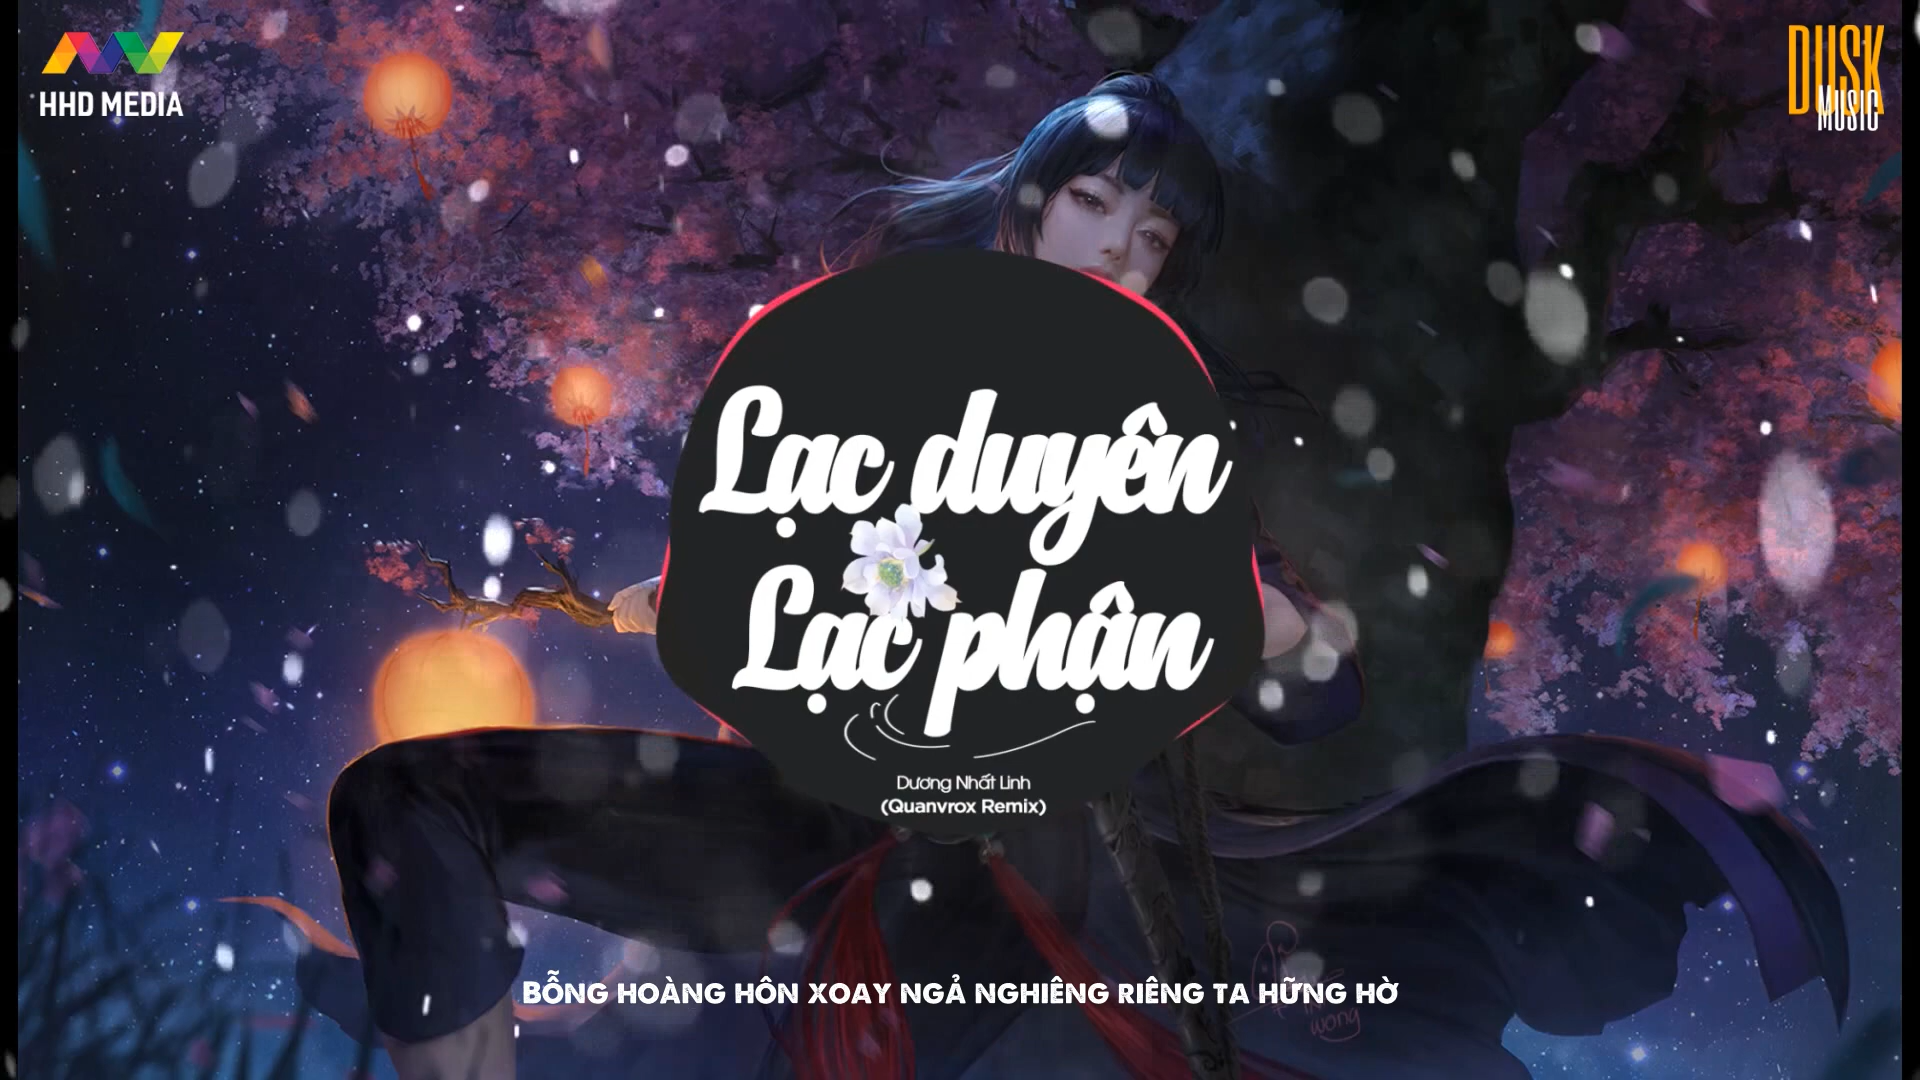 HHD MEDIA
DUSK
MUSIC
Lạc duyên
Lạc phận
Dương Nhất Linh
(Quanvrox Remix)
BỖNG HOÀNG HÔN XOAY NGẢ NGHIÊNG RIÊNG TA HỮNG HỜ
wong